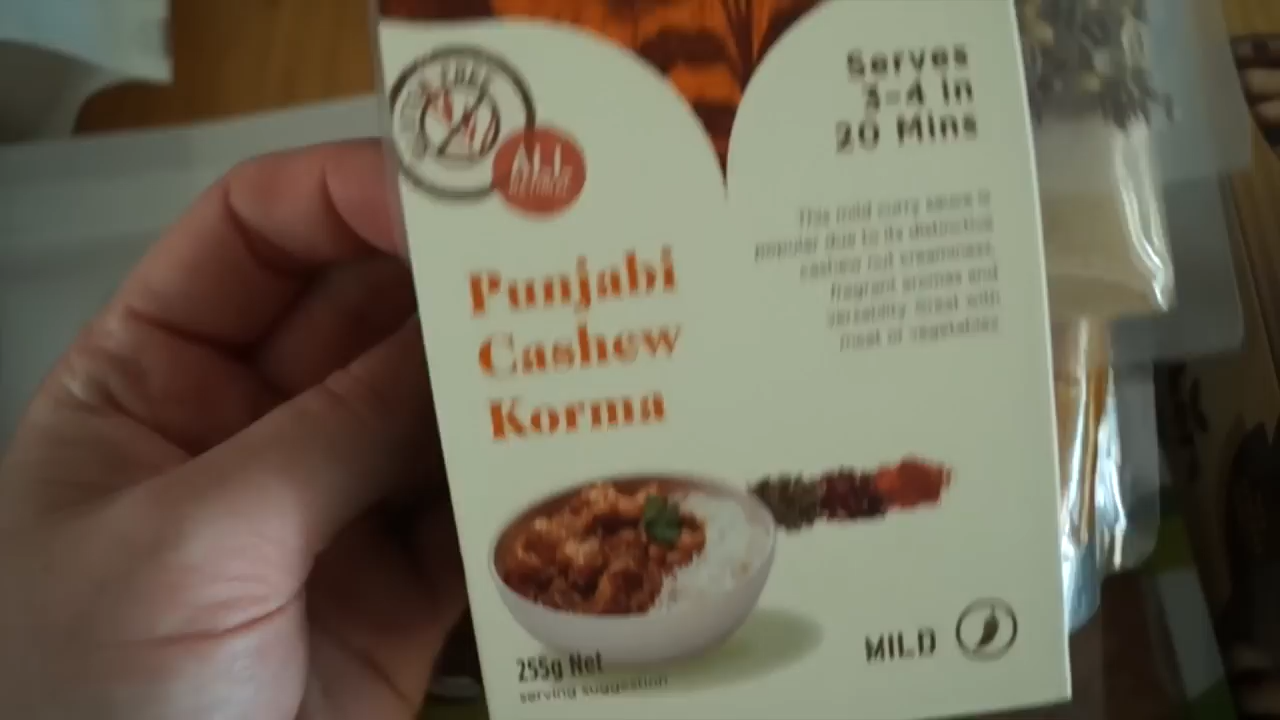 ALL
Serves
3-4 in
20 Mins
This mild curry sauce is
popular due to its distinctive
cashew nut creaminess,
fragrant aromas and
versatility. Great with
meat or vegetables
Punjabi
Cashew
Korma
255g Net
serving suggestion
MILD